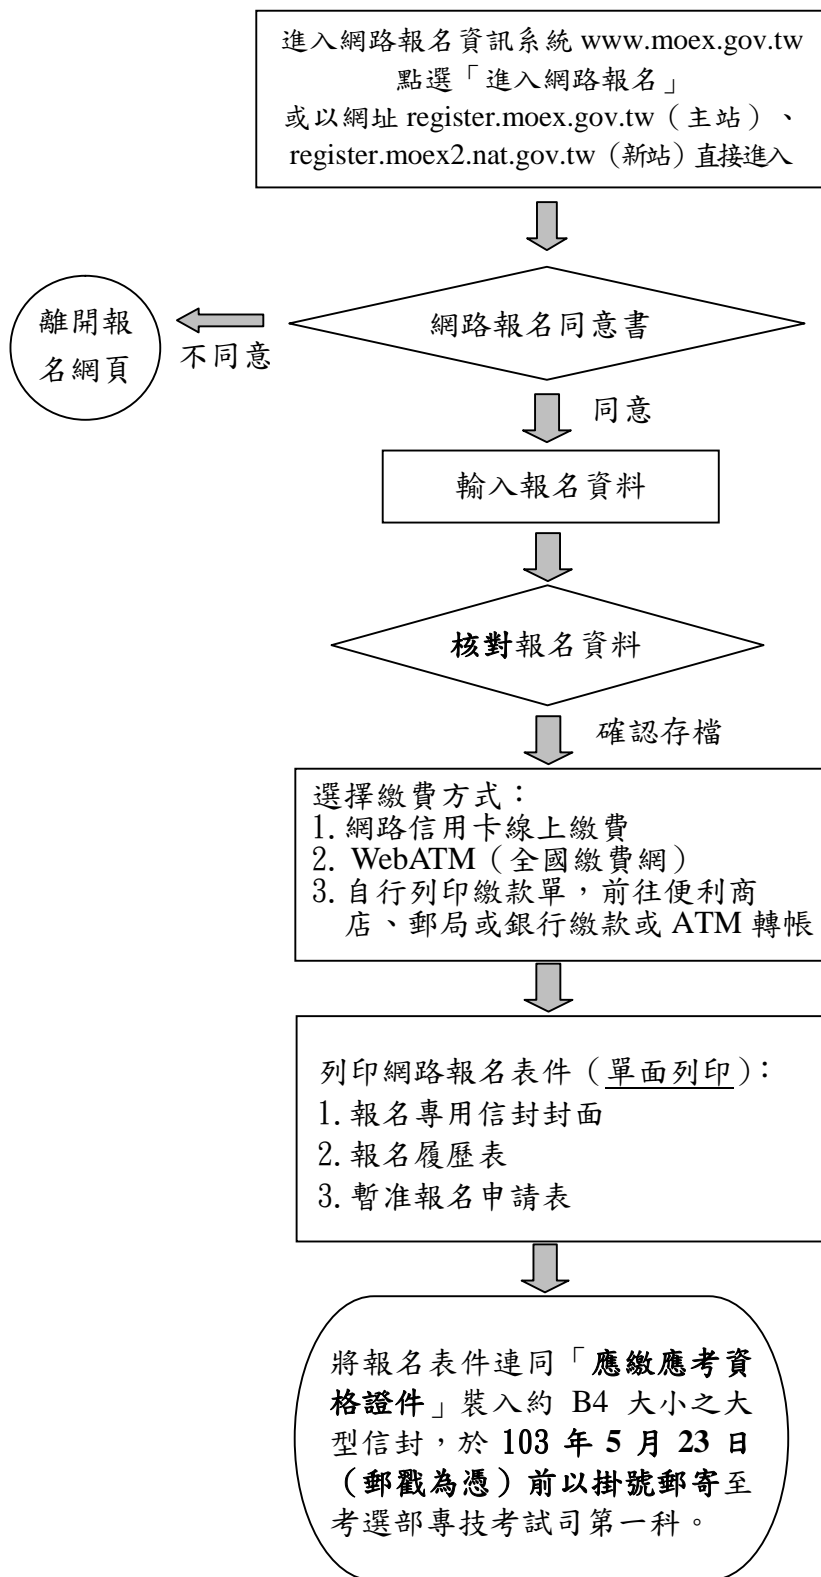 進入網路報名資訊系統 www.moex.gov.tw
點選「進入網路報名」
或以網址 register.moex.gov.tw（主站）、
register.moex2.nat.gov.tw（新站）直接進入
網路報名同意書
離開報
名網頁
不同意
同意
輸入報名資料
核對報名資料
確認存檔
選擇繳費方式：
1. 網路信用卡線上繳費
2. WebATM（全國繳費網）
3. 自行列印繳款單，前往便利商
店、郵局或銀行繳款或 ATM 轉帳
列印網路報名表件（單面列印）：
1. 報名專用信封封面
2. 報名履歷表
3. 暫准報名申請表
將報名表件連同「應繳應考資
格證件」裝入約 B4 大小之大
型信封，於 103 年 5 月 23 日
（郵戳為憑）前以掛號郵寄至
考選部專技考試司第一科。